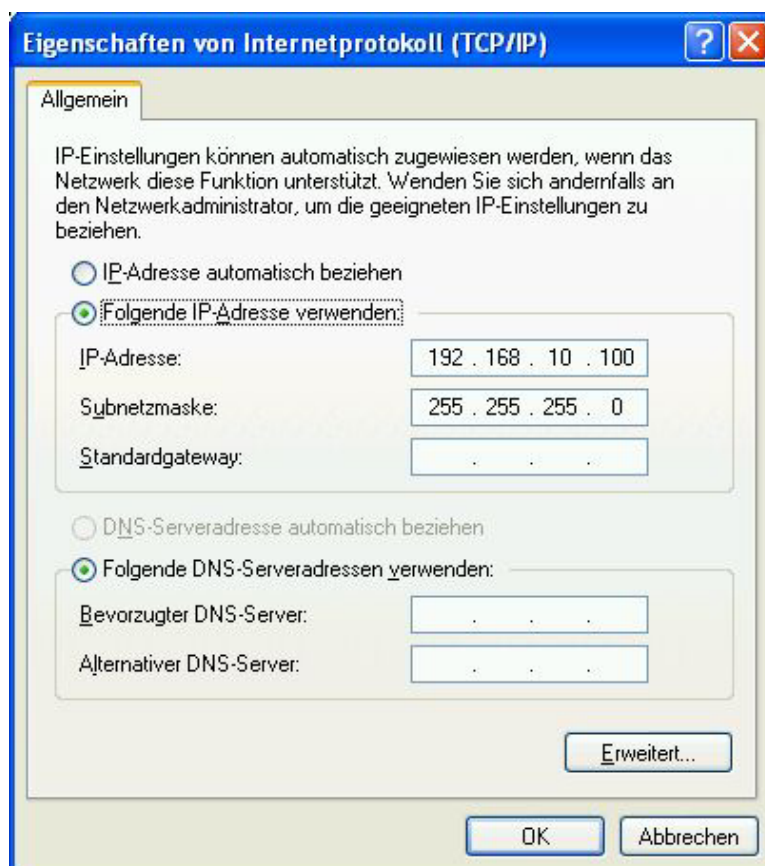 Eigenschaften von Internetprotokoll (TCP/IP)
Allgemein
IP-Einstellungen können automatisch zugewiesen werden, wenn das
Netzwerk diese Funktion unterstützt. Wenden Sie sich andernfalls an
den Netzwerkadministrator, um die geeigneten IP-Einstellungen zu
beziehen.
IP-Adresse automatisch beziehen
Folgende IP-Adresse verwenden:
IP-Adresse: 192 . 168 . 10 . 100
Subnetzmaske: 255 . 255 . 255 . 0
Standardgateway: . . .
DNS-Serveradresse automatisch beziehen
Folgende DNS-Serveradressen verwenden:
Bevorzugter DNS-Server: . . .
Alternativer DNS-Server: . . .
Erweitert...
OK Abbrechen